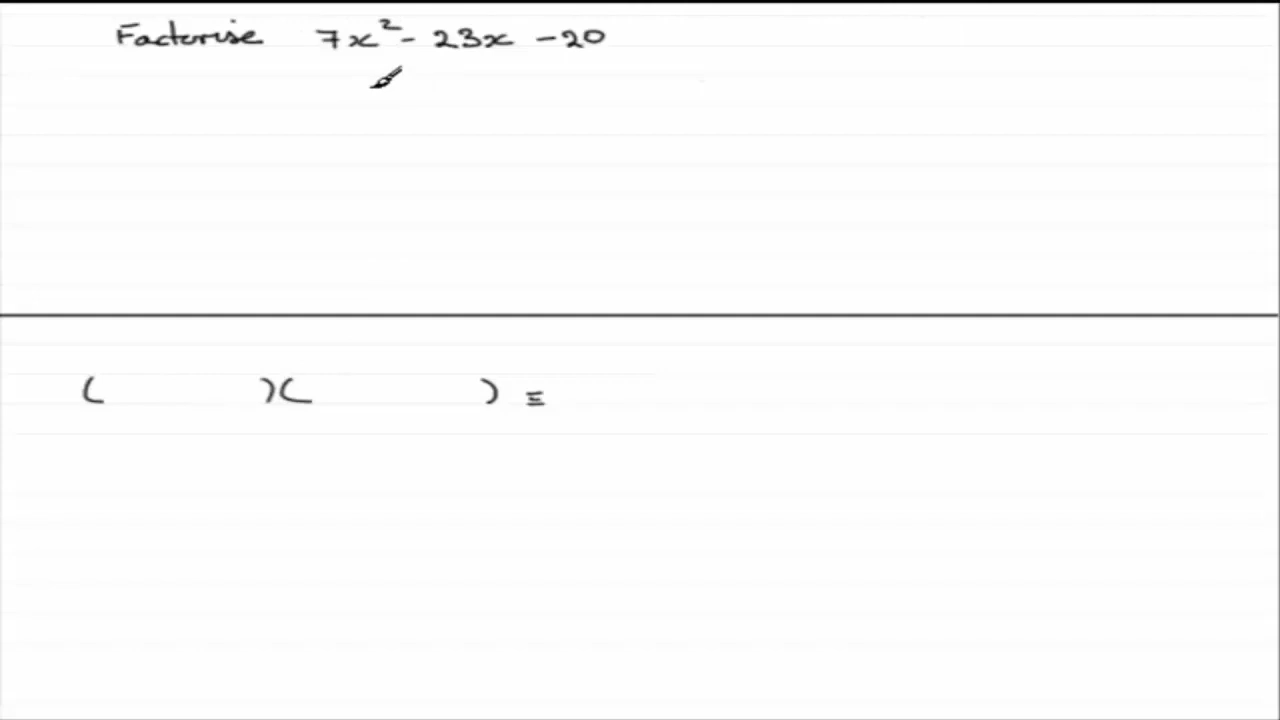 Factorise 7x² - 23x - 20
( )( ) ≡